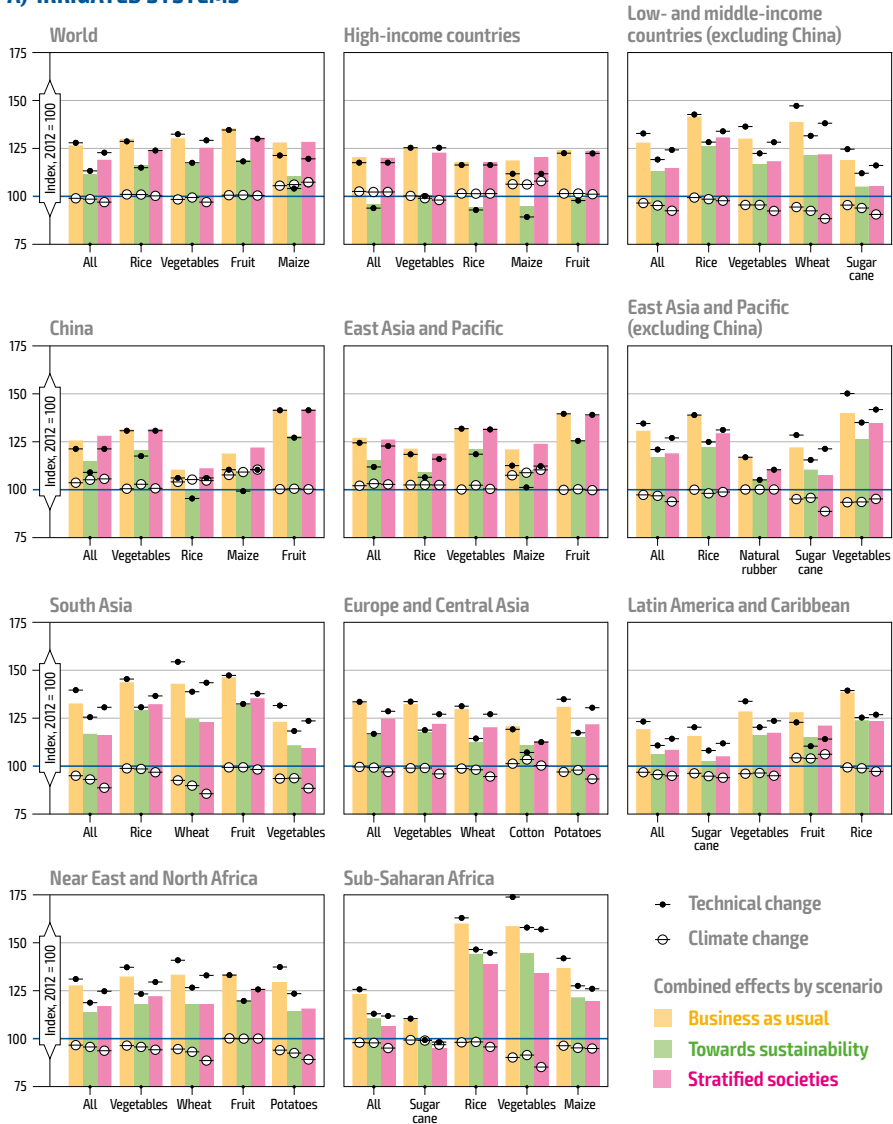 A) IRRIGATED SYSTEMS
World
High-income countries
Low- and middle-income
countries (excluding China)
175
150
125
100
75
Index, 2012 = 100
All Rice Vegetables Fruit Maize
All Vegetables Rice Maize Fruit
All Rice Vegetables Wheat Sugar
cane
China
East Asia and Pacific
East Asia and Pacific
(excluding China)
175
150
125
100
75
Index, 2012 = 100
All Vegetables Rice Maize Fruit
All Rice Vegetables Maize Fruit
All Rice Natural
rubber Sugar
cane Vegetables
South Asia
Europe and Central Asia
Latin America and Caribbean
175
150
125
100
75
Index, 2012 = 100
All Rice Wheat Fruit Vegetables
All Vegetables Wheat Cotton Potatoes
All Sugar
cane Vegetables Fruit Rice
Near East and North Africa
Sub-Saharan Africa
175
150
125
100
75
Index, 2012 = 100
All Vegetables Wheat Fruit Potatoes
All Sugar
cane Rice Vegetables Maize
Technical change
Climate change
Combined effects by scenario
Business as usual
Towards sustainability
Stratified societies